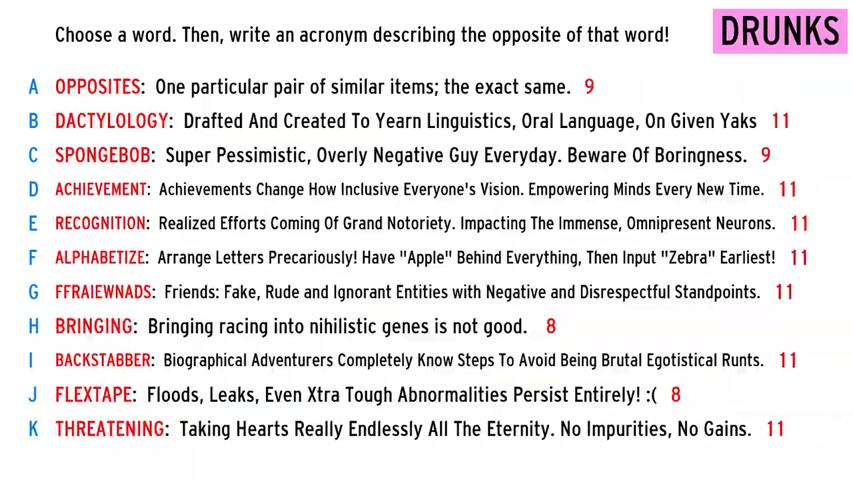 Choose a word. Then, write an acronym describing the opposite of that word!
DRUNKS
A OPPOSITES: One particular pair of similar items; the exact same. 9
B DACTYLOLOGY: Drafted And Created To Yearn Linguistics, Oral Language, On Given Yaks 11
C SPONGEBOB: Super Pessimistic, Overly Negative Guy Everyday. Beware Of Boringness. 9
D ACHIEVEMENT: Achievements Change How Inclusive Everyone's Vision. Empowering Minds Every New Time. 11
E RECOGNITION: Realized Efforts Coming Of Grand Notoriety. Impacting The Immense, Omnipresent Neurons. 11
F ALPHABETIZE: Arrange Letters Precariously! Have "Apple" Behind Everything, Then Input "Zebra" Earliest! 11
G FFRAIEWNADS: Friends: Fake, Rude and Ignorant Entities with Negative and Disrespectful Standpoints. 11
H BRINGING: Bringing racing into nihilistic genes is not good. 8
I BACKSTABBER: Biographical Adventurers Completely Know Steps To Avoid Being Brutal Egotistical Runts. 11
J FLEXTAPE: Floods, Leaks, Even Xtra Tough Abnormalities Persist Entirely! :( 8
K THREATENING: Taking Hearts Really Endlessly All The Eternity. No Impurities, No Gains. 11